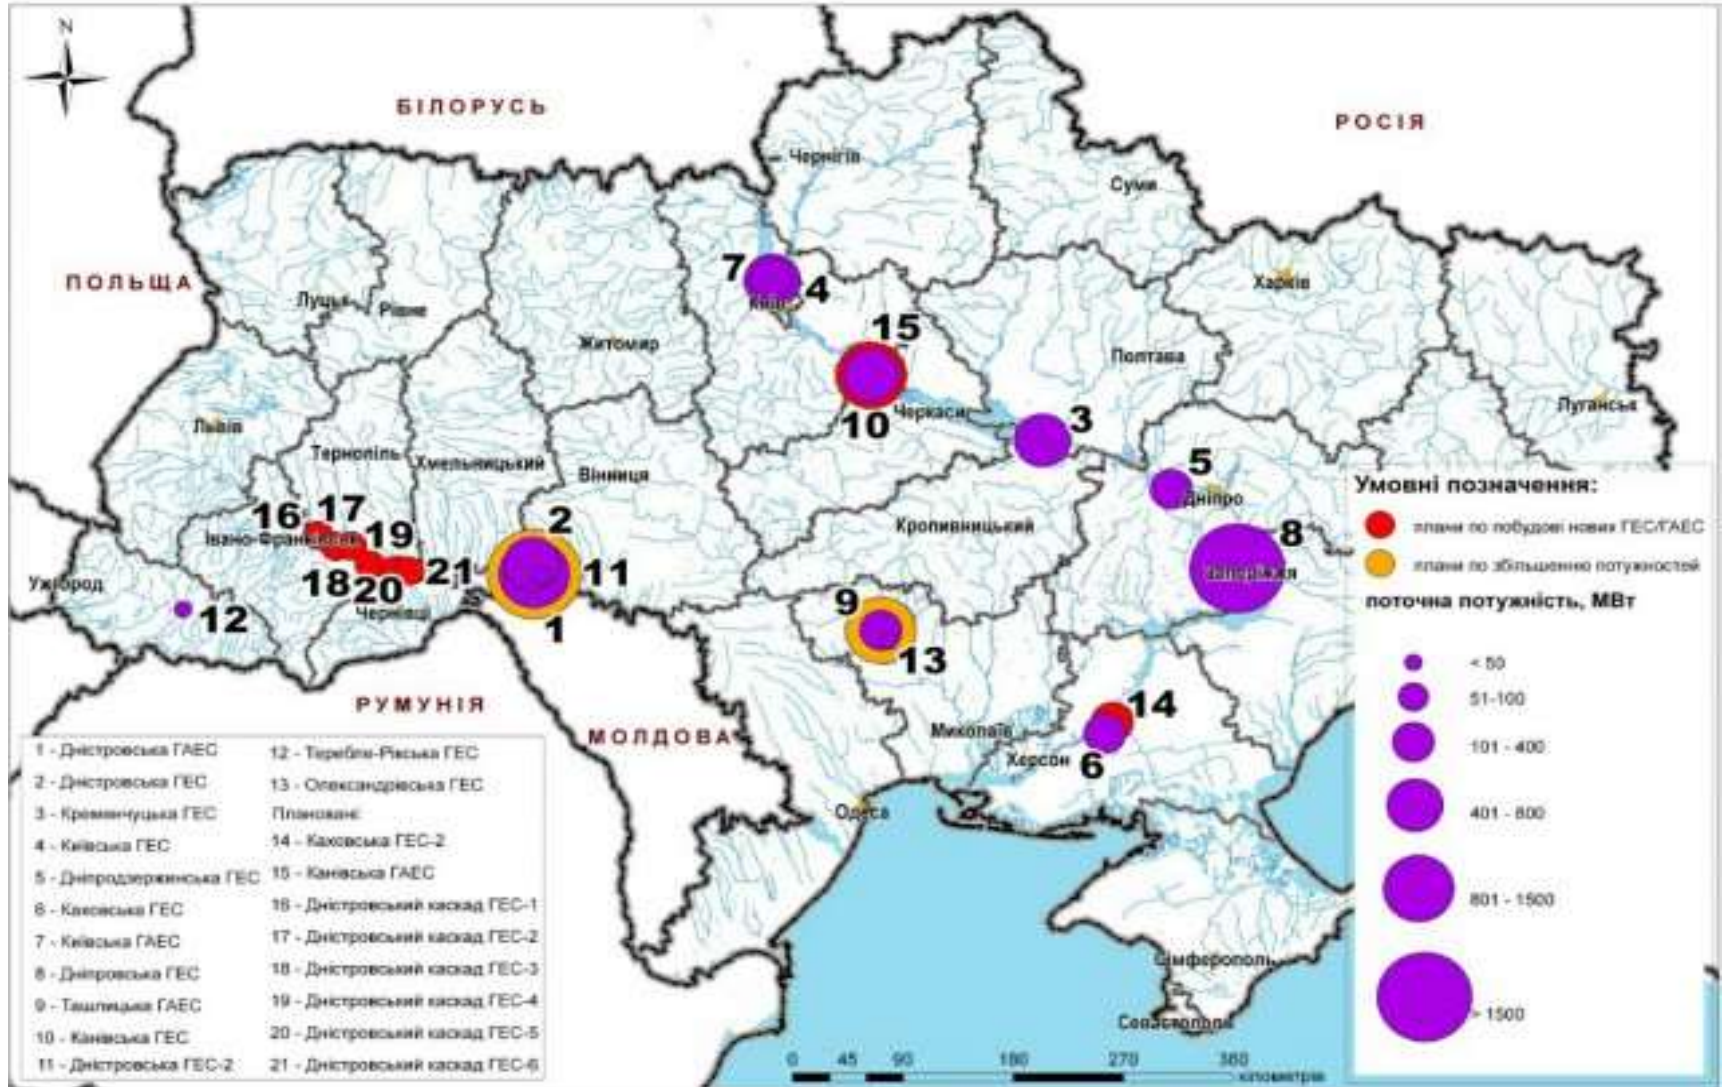 N
БІЛОРУСЬ
РОСІЯ
Чернігів
Суми
ПОЛЬЩА
7
4
Київ
Харків
Луцьк
Рівне
Житомир
15
Полтава
10
Черкаси
3
Луганськ
Львів
Тернопіль
Хмельницький
Вінниця
5
Дніпро
16
17
19
Івано-Франківськ
2
Кропивницький
8
Запоріжжя
18
20
21
11
1
Ужгород
12
Чернівці
9
13
РУМУНІЯ
МОЛДОВА
14
Миколаїв
Херсон
6
Одеса
Сімферополь
Севастополь
Умовні позначення:
плани по побудові нових ГЕС/ГАЕС
плани по збільшенню потужностей
поточна потужність, МВт
< 50
51-100
101 - 400
401 - 800
801 - 1500
> 1500
1 - Дністровська ГАЕС
2 - Дністровська ГЕС
3 - Кременчуцька ГЕС
4 - Київська ГЕС
5 - Дніпродзержинська ГЕС
6 - Каховська ГЕС
7 - Київська ГАЕС
8 - Дніпровська ГЕС
9 - Ташлицька ГАЕС
10 - Канівська ГЕС
11 - Дністровська ГЕС-2
12 - Теребле-Рікська ГЕС
13 - Олександрівська ГЕС
Плановані:
14 - Каховська ГЕС-2
15 - Канівська ГАЕС
16 - Дністровський каскад ГЕС-1
17 - Дністровський каскад ГЕС-2
18 - Дністровський каскад ГЕС-3
19 - Дністровський каскад ГЕС-4
20 - Дністровський каскад ГЕС-5
21 - Дністровський каскад ГЕС-6
0 45 90 180 270 360
кілометрів